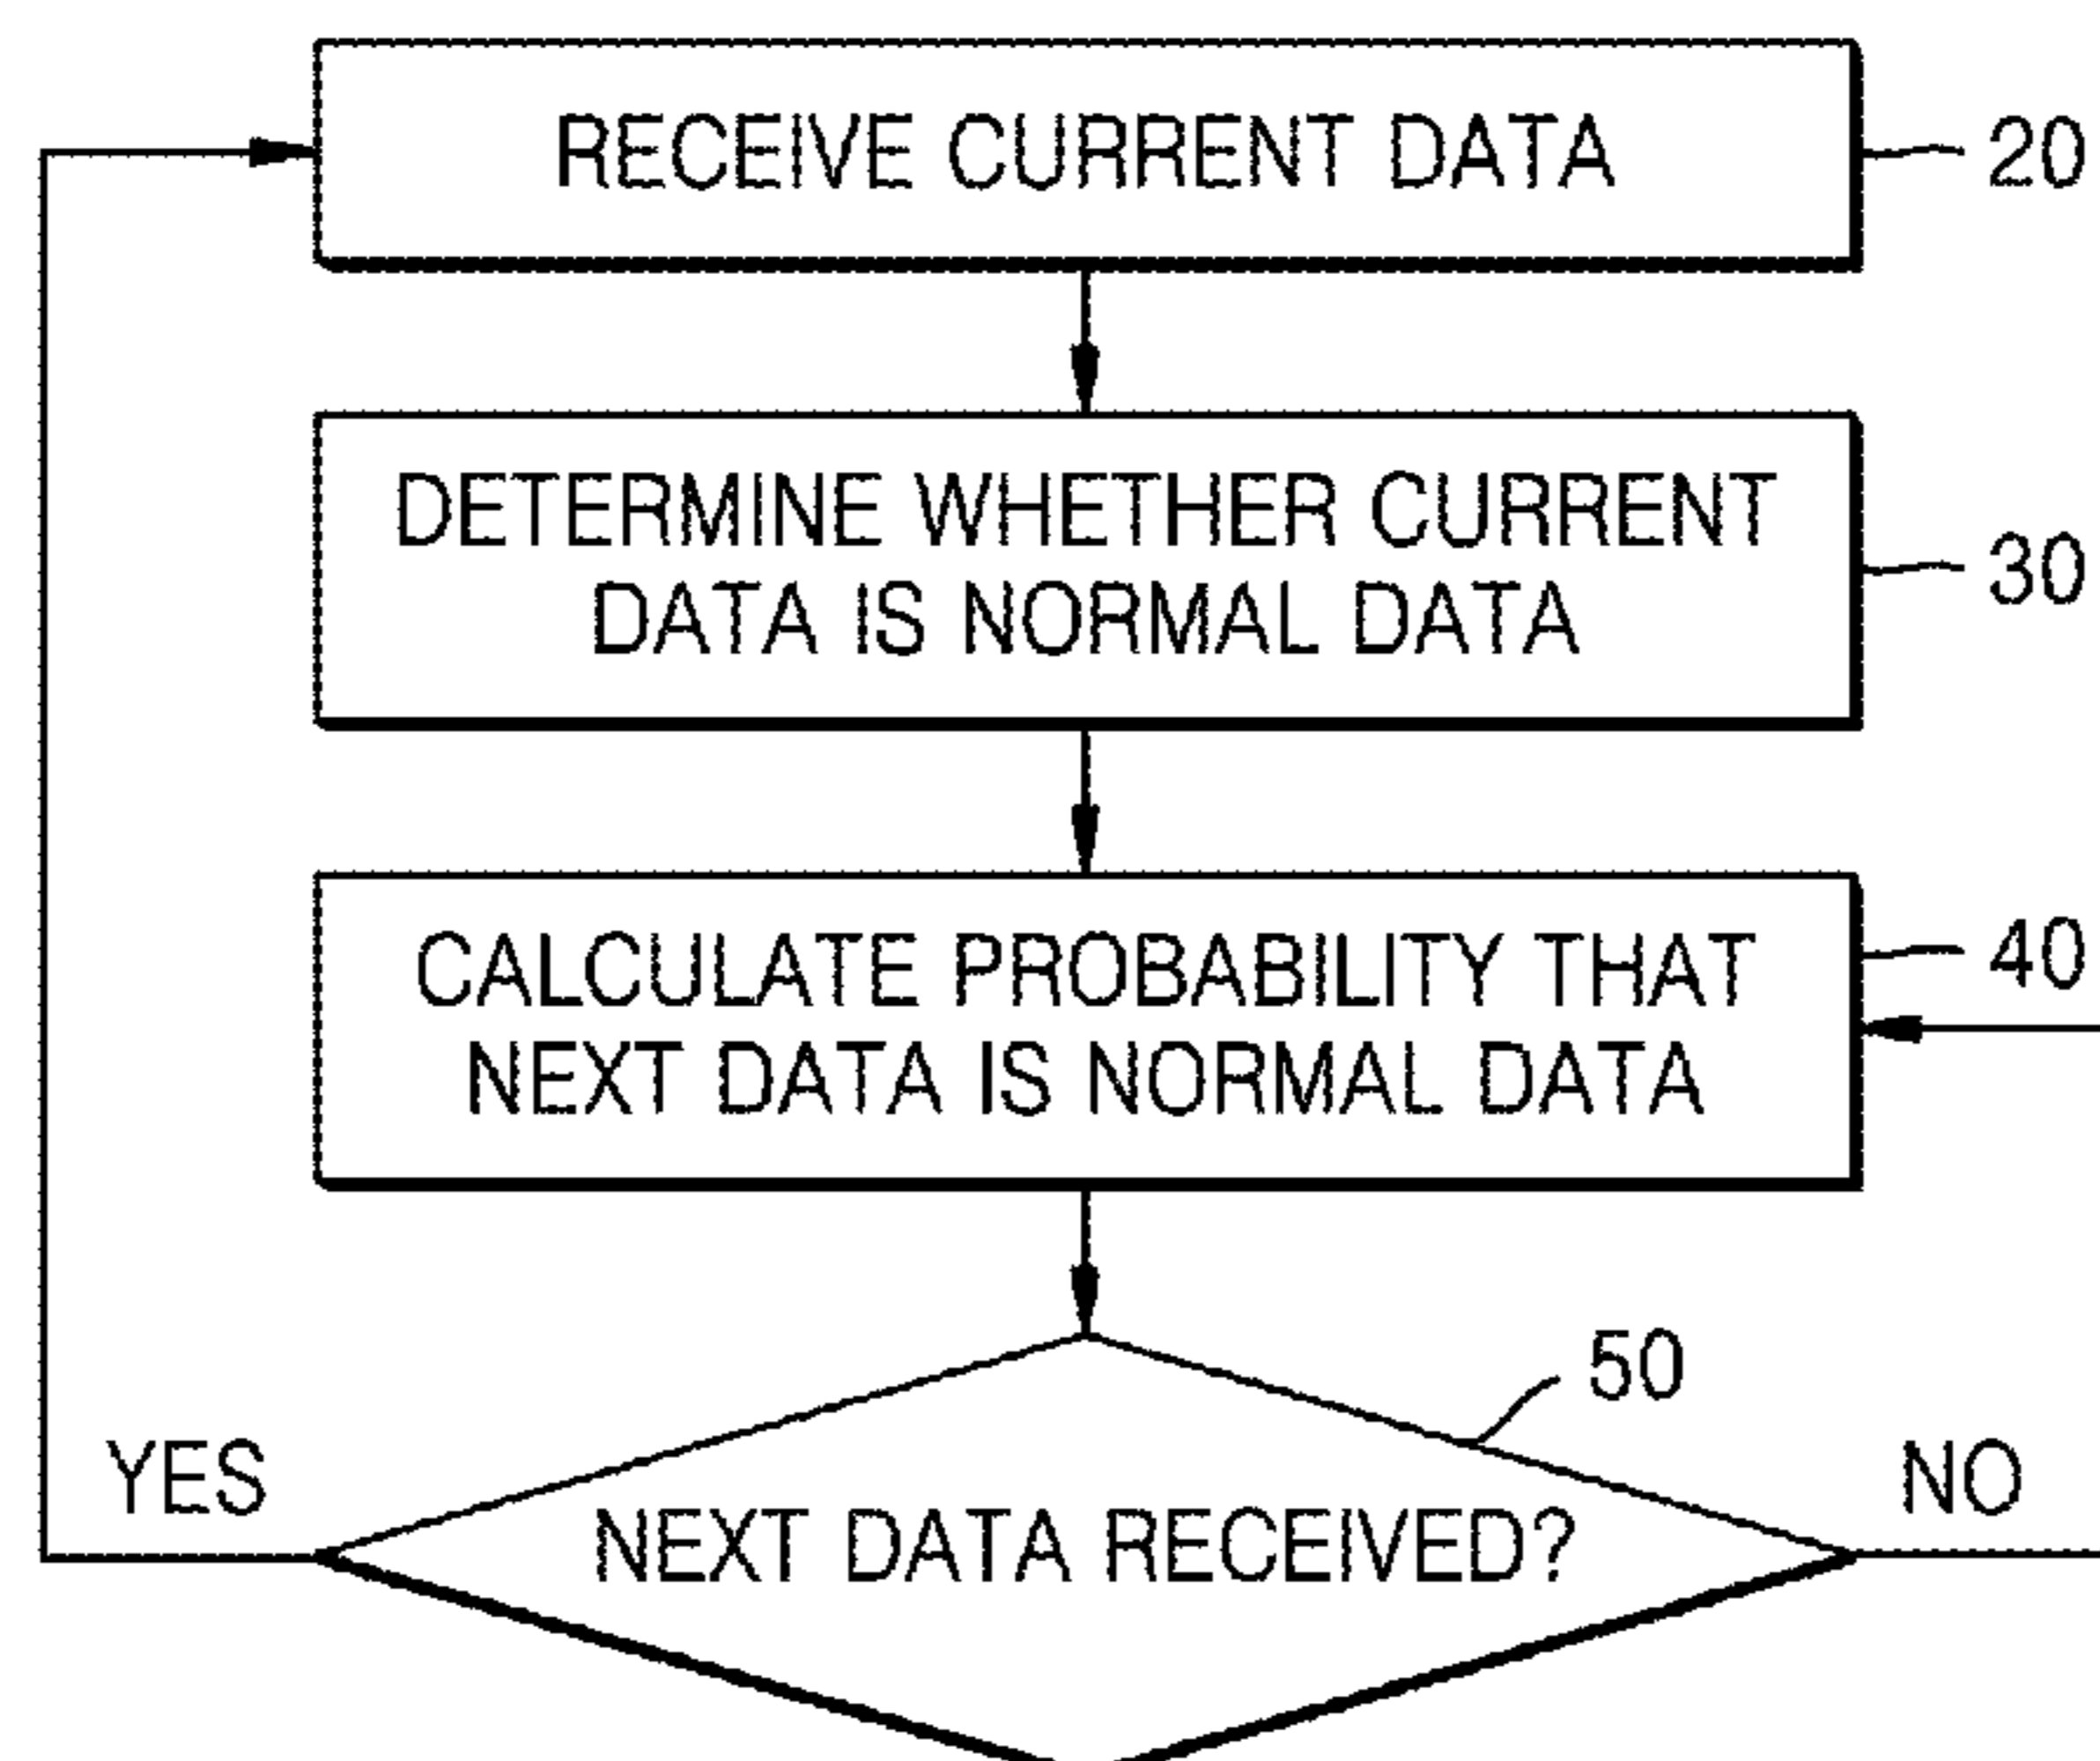 RECEIVE CURRENT DATA
20
DETERMINE WHETHER CURRENT
DATA IS NORMAL DATA
30
CALCULATE PROBABILITY THAT
NEXT DATA IS NORMAL DATA
40
50
YES
NEXT DATA RECEIVED?
NO